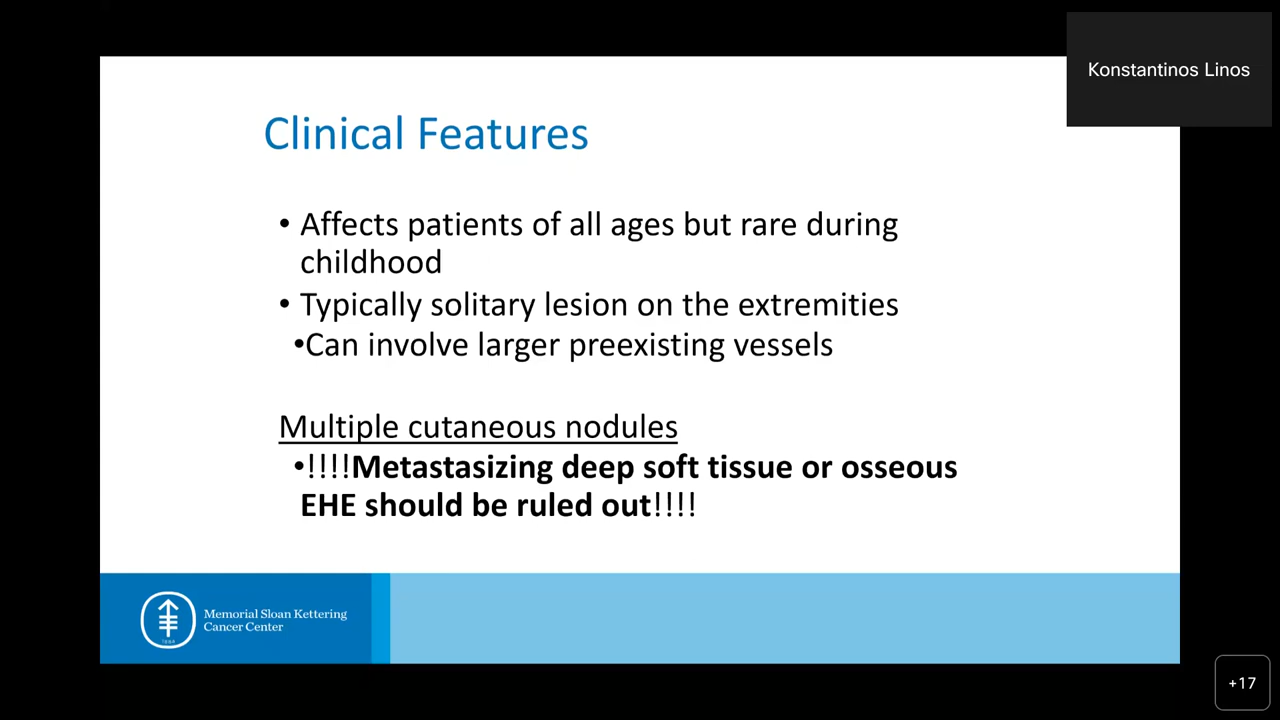 Konstantinos Linos
Clinical Features
• Affects patients of all ages but rare during
childhood
• Typically solitary lesion on the extremities
•Can involve larger preexisting vessels
Multiple cutaneous nodules
•!!!!Metastasizing deep soft tissue or osseous
EHE should be ruled out!!!!
Memorial Sloan Kettering
Cancer Center
+17